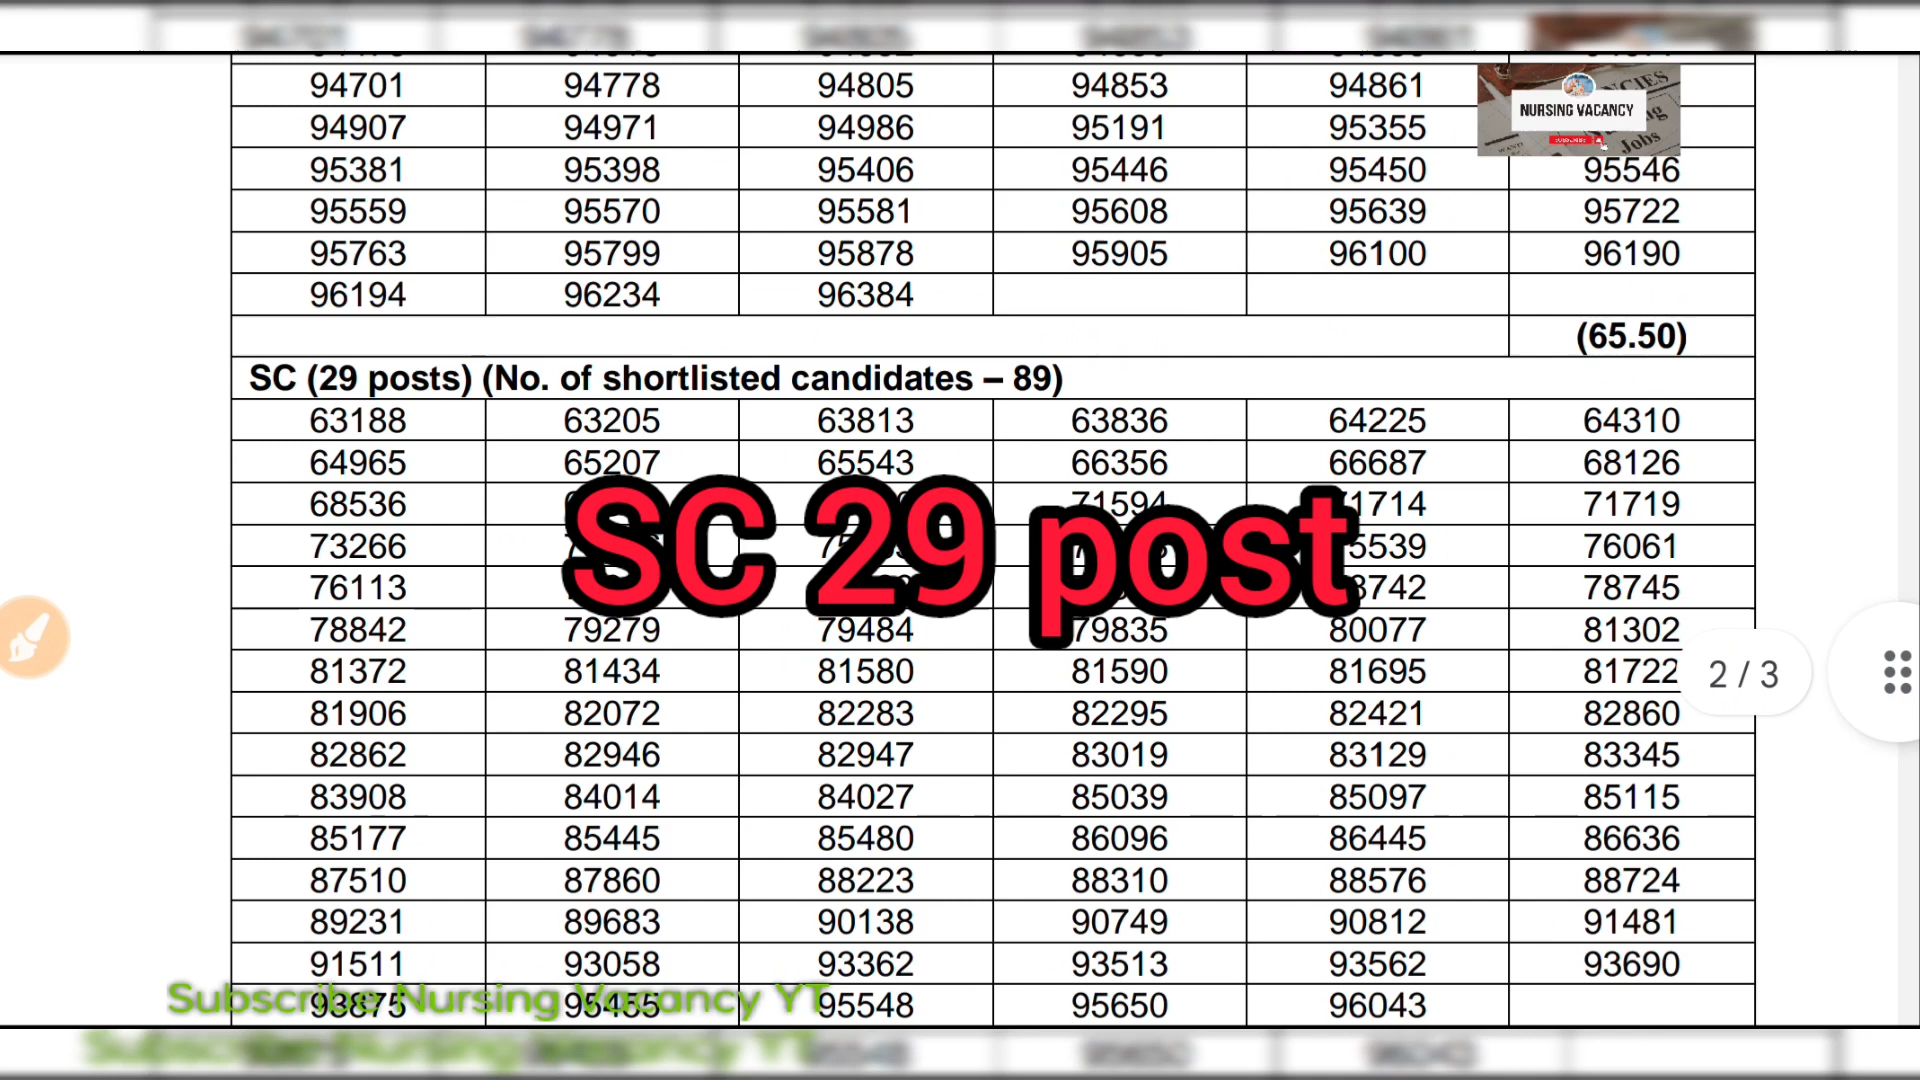 94701 94778 94805 94853 94861
94907 94971 94986 95191 95355
95381 95398 95406 95446 95450 95546
95559 95570 95581 95608 95639 95722
95763 95799 95878 95905 96100 96190
96194 96234 96384
(65.50)
SC (29 posts) (No. of shortlisted candidates – 89)
63188 63205 63813 63836 64225 64310
64965 65207 65543 66356 66687 68126
68536 71594 71719
73266 76061
76113 78745
SC 29 post
78842 79279 79484 79835 80077 81302
81372 81434 81580 81590 81695 81722
81906 82072 82283 82295 82421 82860
82862 82946 82947 83019 83129 83345
83908 84014 84027 85039 85097 85115
85177 85445 85480 86096 86445 86636
87510 87860 88223 88310 88576 88724
89231 89683 90138 90749 90812 91481
91511 93058 93362 93513 93562 93690
93875 95548 95650 96043
Subscribe Nursing Vacancy YT
NURSING VACANCY
SUBSCRIBE
Jobs
2 / 3